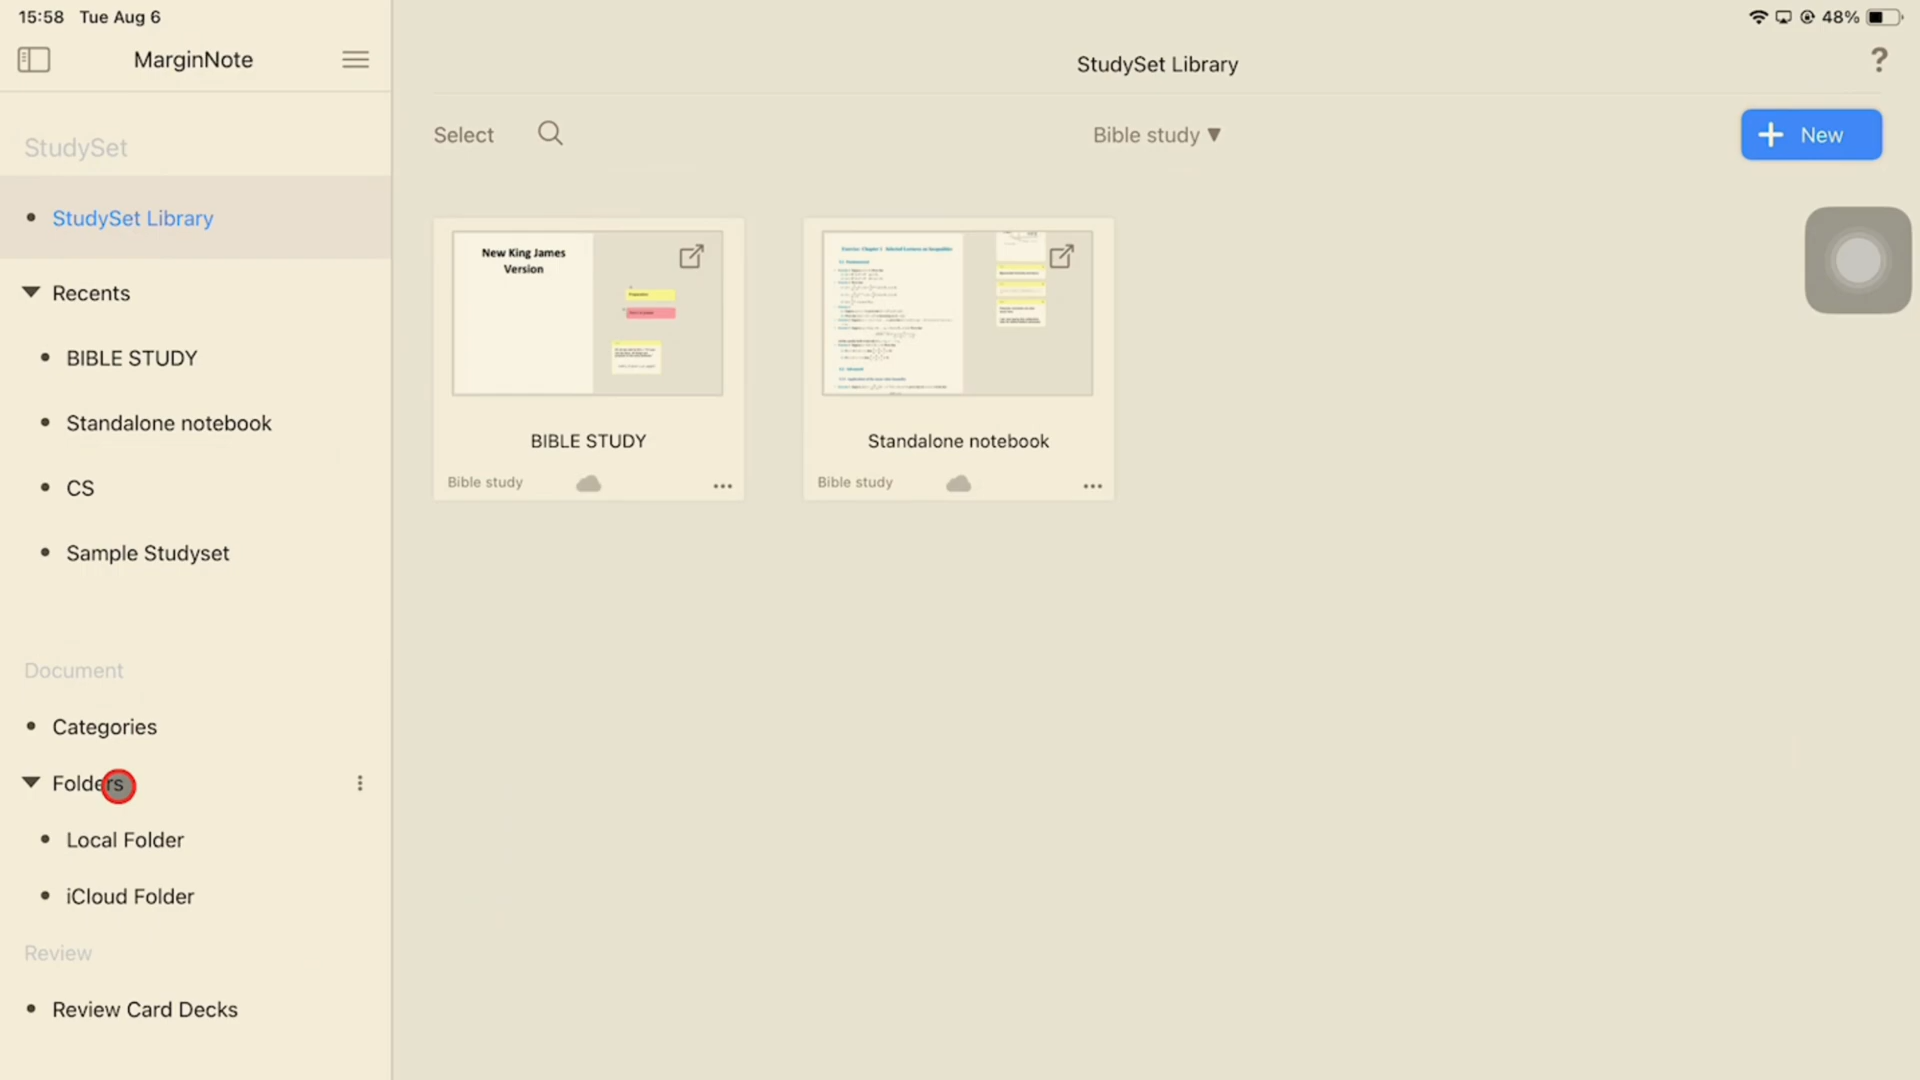 15:58 Tue Aug 6
48%
MarginNote
StudySet
StudySet Library
Recents
BIBLE STUDY
Standalone notebook
CS
Sample Studyset
Document
Categories
Folders
Local Folder
iCloud Folder
Review
Review Card Decks
StudySet Library
?
Select
Bible study ▼
+ New
New King James
Version
BIBLE STUDY
Bible study
Standalone notebook
Bible study